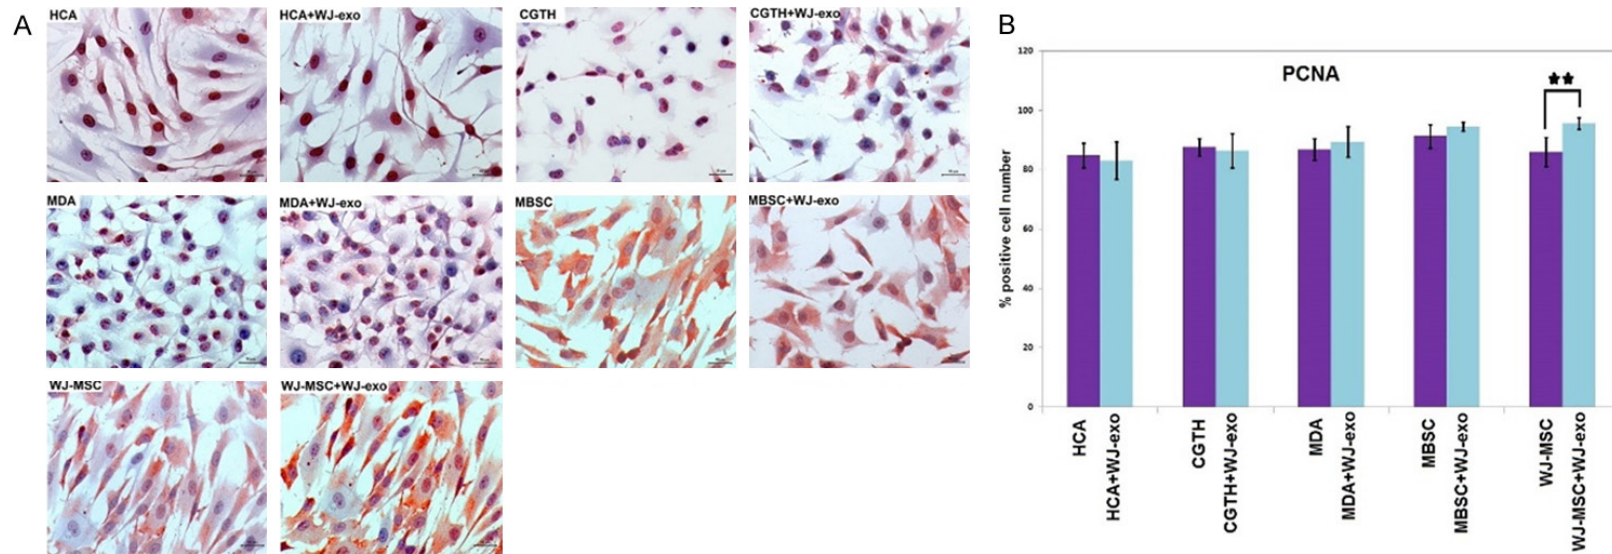 A
HCA
HCA+WJ-exo
CGTH
CGTH+WJ-exo
MDA
MDA+WJ-exo
MBSC
MBSC+WJ-exo
WJ-MSC
WJ-MSC+WJ-exo
B
PCNA
**
% positive cell number
120
100
80
60
40
20
0
HCA
HCA+WJ-exo
CGTH
CGTH+WJ-exo
MDA
MDA+WJ-exo
MBSC
MBSC+WJ-exo
WJ-MSC
WJ-MSC+WJ-exo